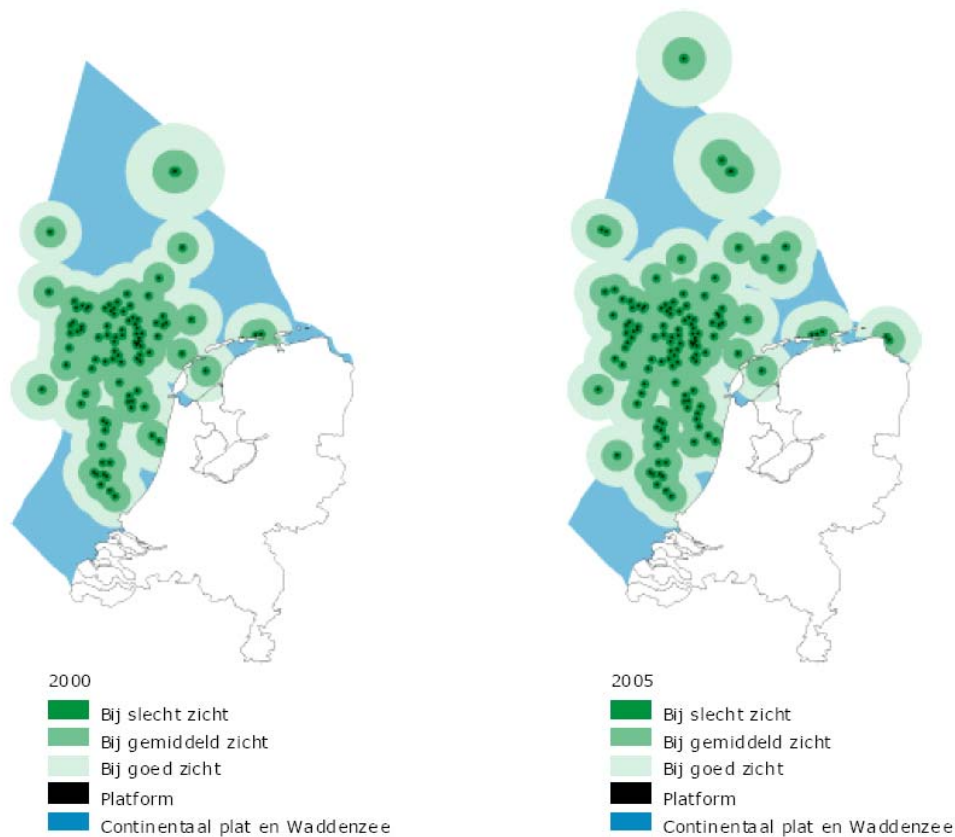 2000
Bij slecht zicht
Bij gemiddeld zicht
Bij goed zicht
Platform
Continentaal plat en Waddenzee
2005
Bij slecht zicht
Bij gemiddeld zicht
Bij goed zicht
Platform
Continentaal plat en Waddenzee